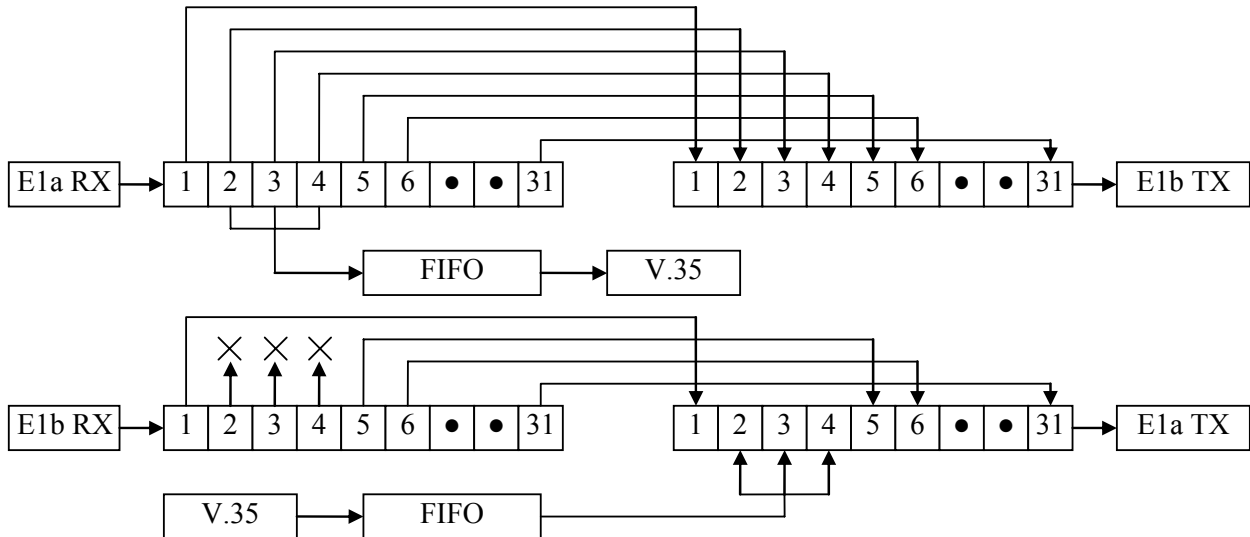 E1a RX 1 2 3 4 5 6 • • 31 1 2 3 4 5 6 • • 31 E1b TX
FIFO V.35
E1b RX 1 2 3 4 5 6 • • 31 1 2 3 4 5 6 • • 31 E1a TX
V.35 FIFO